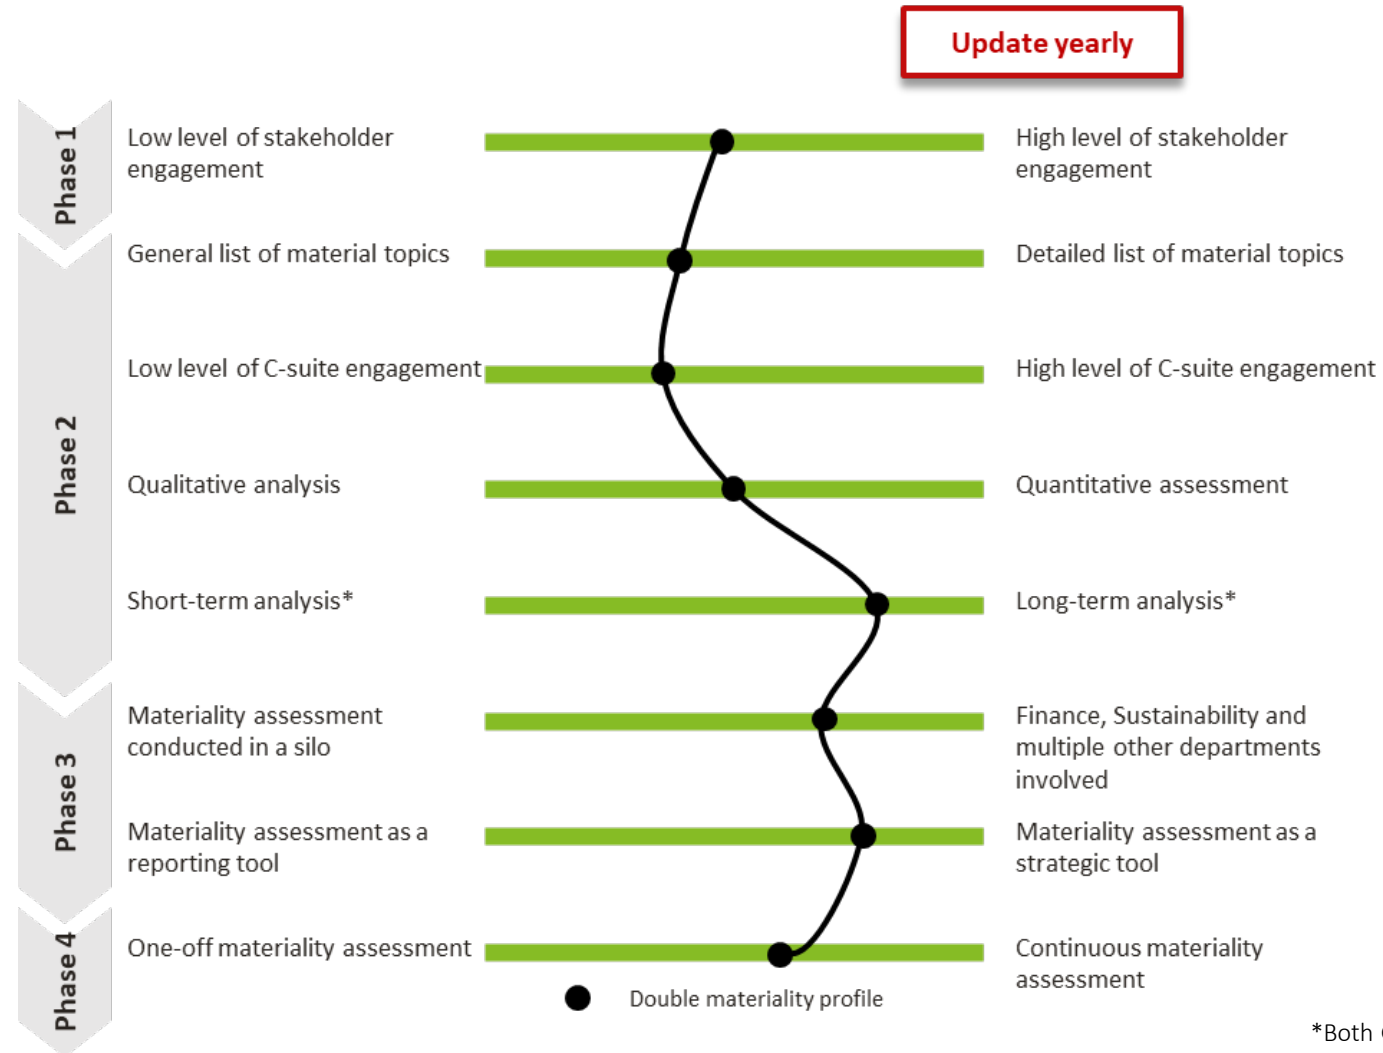 Update yearly
Phase 1
Low level of stakeholder
engagement
High level of stakeholder
engagement
Phase 2
General list of material topics
Detailed list of material topics
Low level of C-suite engagement
High level of C-suite engagement
Qualitative analysis
Quantitative assessment
Short-term analysis*
Long-term analysis*
Phase 3
Materiality assessment
conducted in a silo
Finance, Sustainability and
multiple other departments
involved
Materiality assessment as a
reporting tool
Materiality assessment as a
strategic tool
Phase 4
One-off materiality assessment
Continuous materiality
assessment
Double materiality profile
*Both